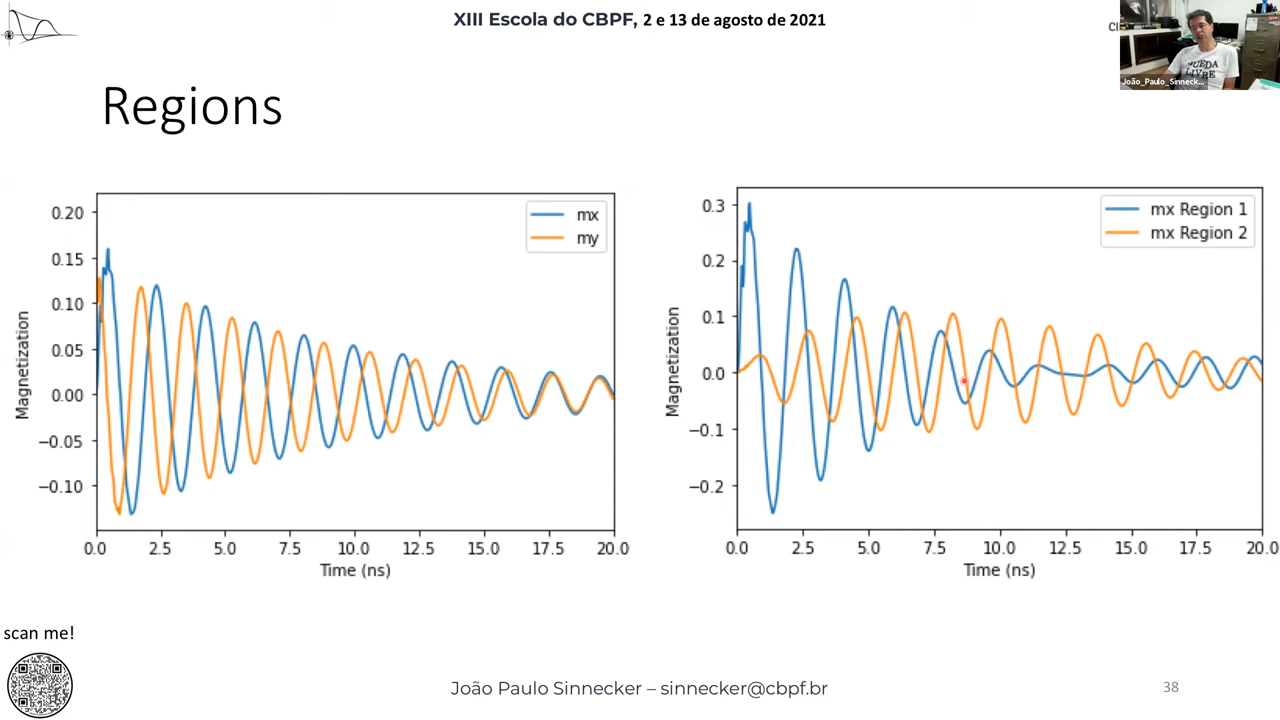 XIII Escola do CBPF, 2 e 13 de agosto de 2021
João_Paulo_Sinneck...
Regions
mx
my
0.20
0.15
0.10
0.05
0.00
−0.05
−0.10
Magnetization
0.0 2.5 5.0 7.5 10.0 12.5 15.0 17.5 20.0
Time (ns)
mx Region 1
mx Region 2
0.3
0.2
0.1
0.0
−0.1
−0.2
Magnetization
0.0 2.5 5.0 7.5 10.0 12.5 15.0 17.5 20.0
Time (ns)
scan me!
João Paulo Sinnecker – sinnecker@cbpf.br
38